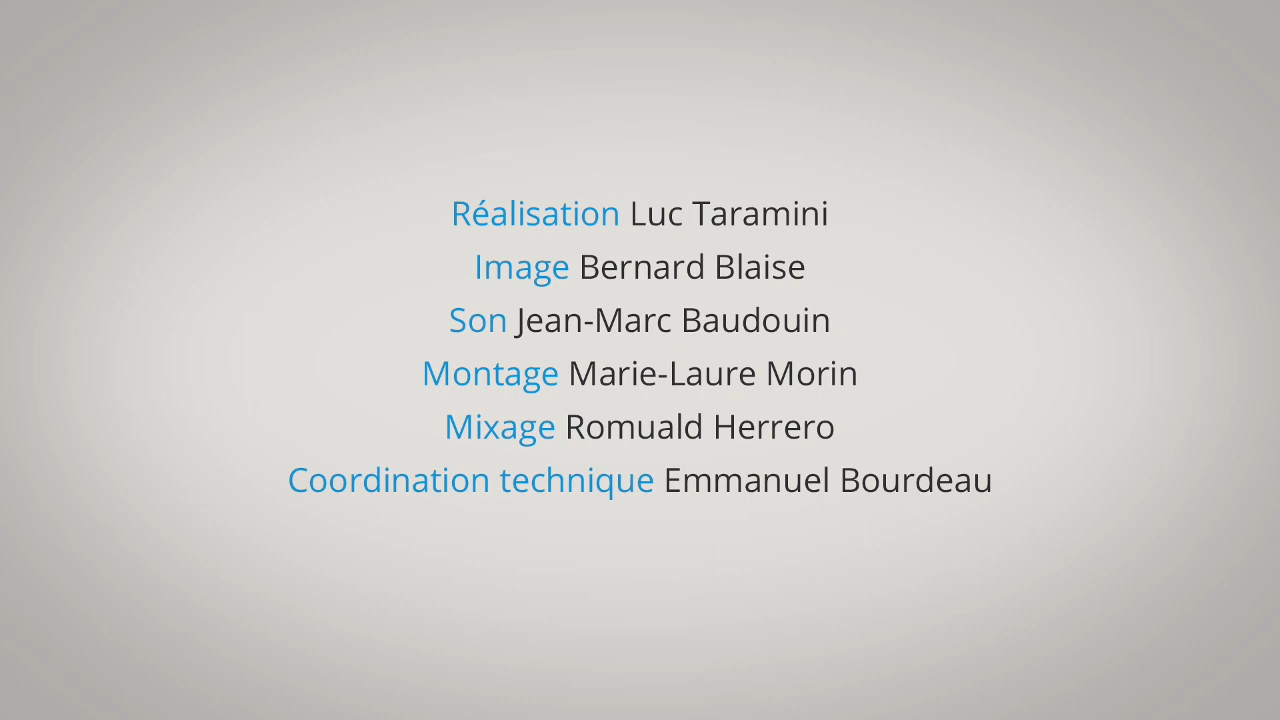 Réalisation Luc Taramini
Image Bernard Blaise
Son Jean-Marc Baudouin
Montage Marie-Laure Morin
Mixage Romuald Herrero
Coordination technique Emmanuel Bourdeau